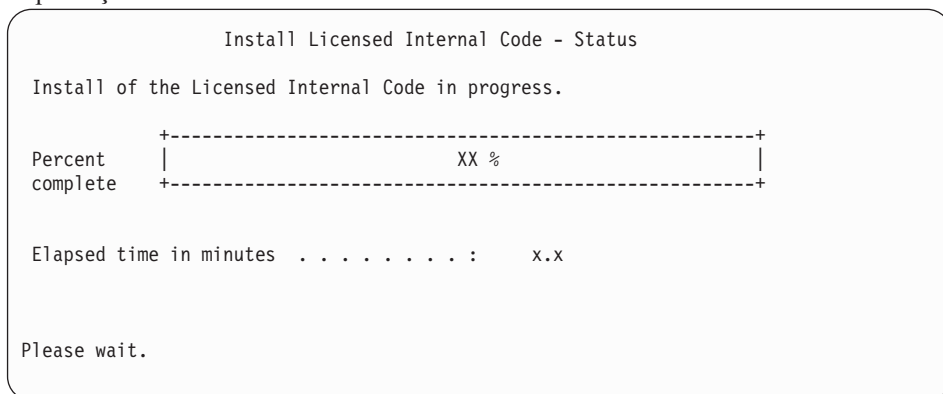 Install Licensed Internal Code - Status
Install of the Licensed Internal Code in progress.
+-------------------------------------------------------+
Percent | XX % |
complete +-------------------------------------------------------+
Elapsed time in minutes . . . . . . . . : x.x
Please wait.